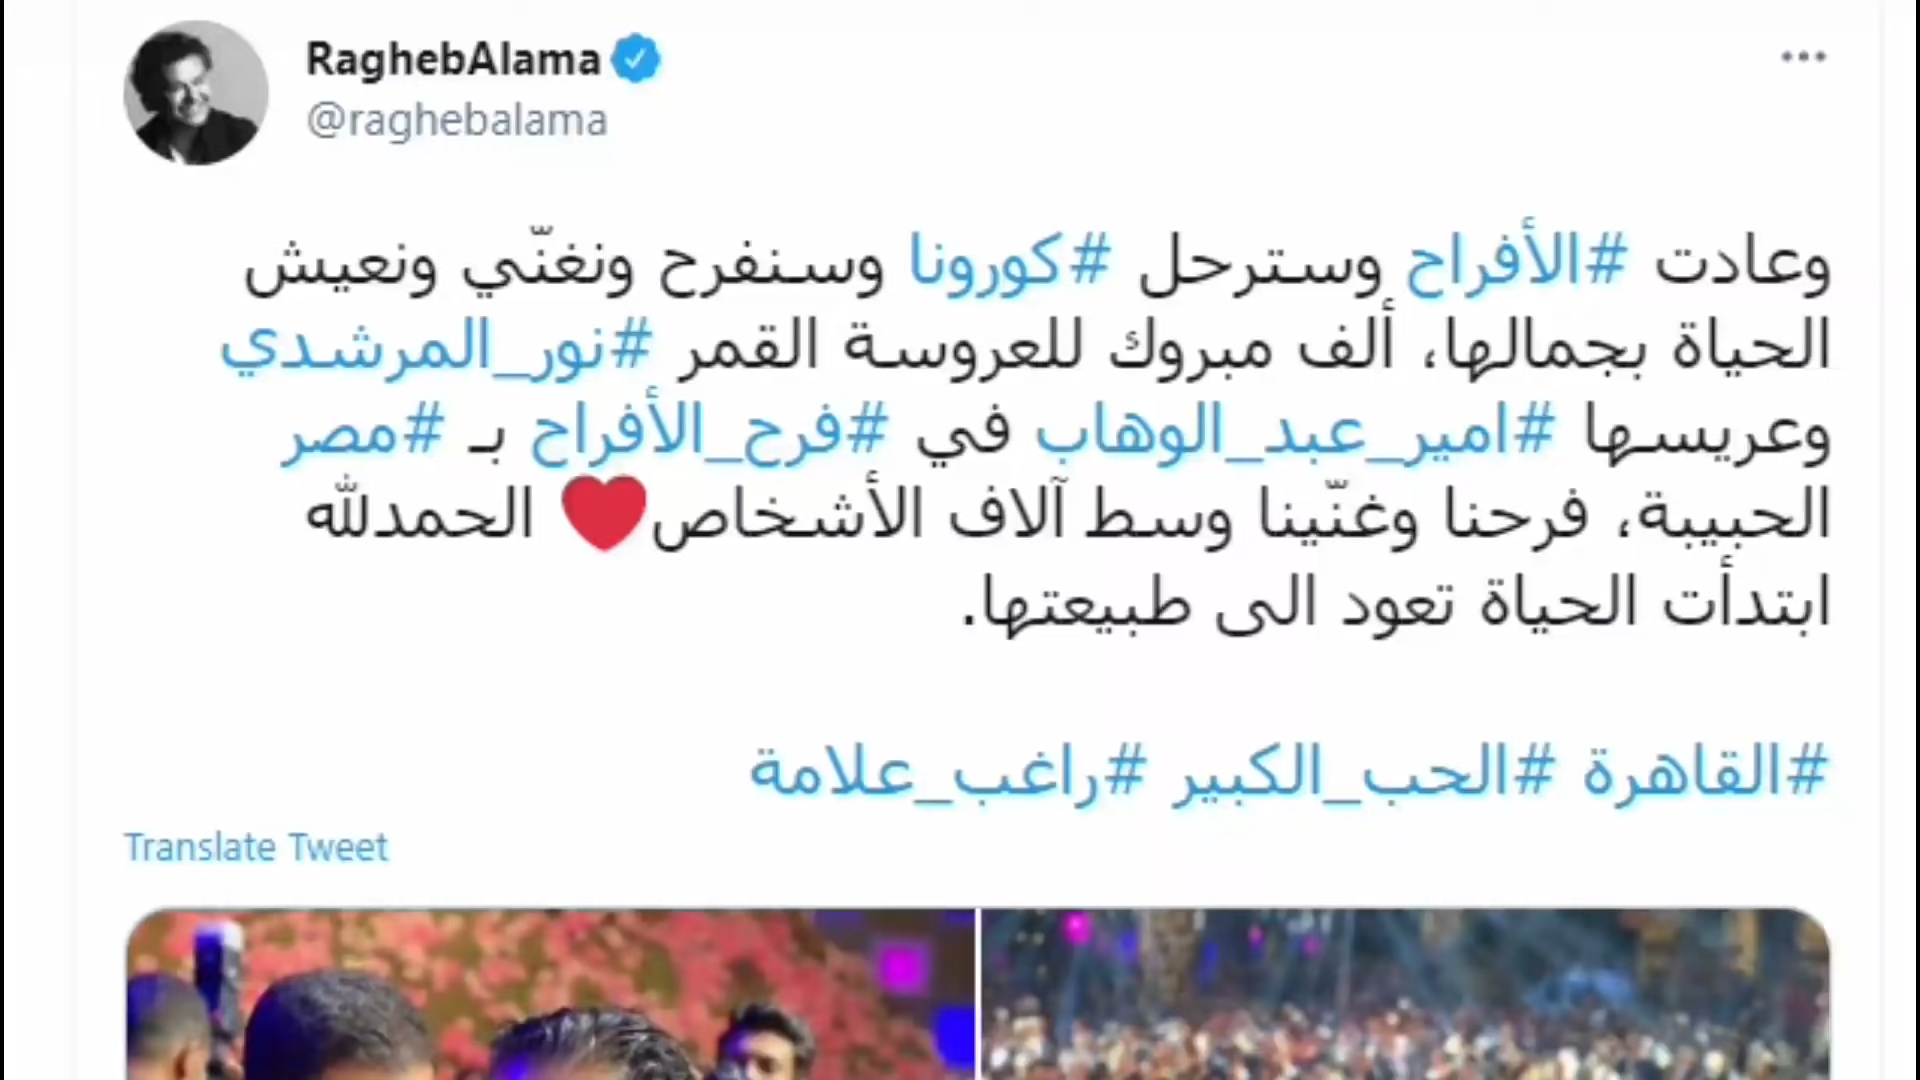 RaghebAlama
@raghebalama
وعادت #الأفراح وسترحل #كورونا وسنفرح ونغنّي ونعيش
الحياة بجمالها، ألف مبروك للعروسة القمر #نور_المرشدي
وعريسها #امير_عبد_الوهاب في #فرح_الأفراح بـ #مصر
الحبيبة، فرحنا وغنّينا وسط آلاف الأشخاص❤️ الحمدلله
ابتدأت الحياة تعود الى طبيعتها.
#القاهرة #الحب_الكبير #راغب_علامة
Translate Tweet